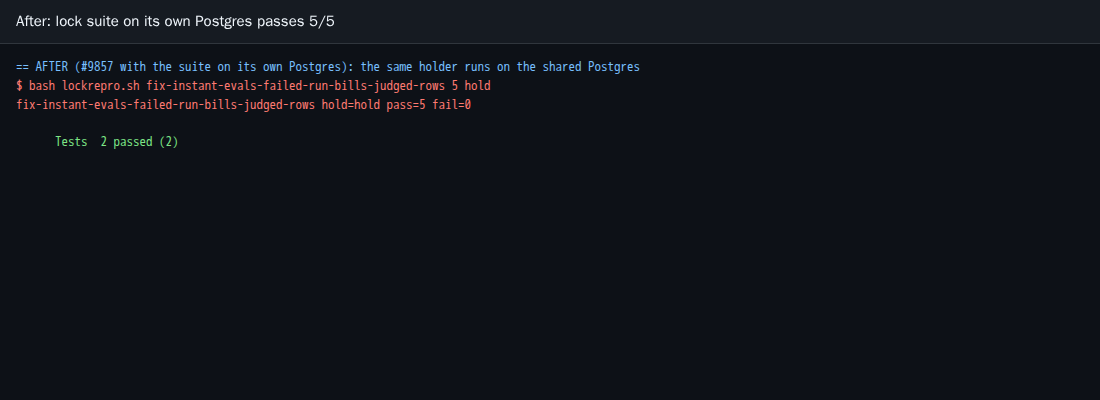 After: lock suite on its own Postgres passes 5/5
== AFTER (#9857 with the suite on its own Postgres): the same holder runs on the shared Postgres
$ bash lockrepro.sh fix-instant-evals-failed-run-bills-judged-rows 5 hold
fix-instant-evals-failed-run-bills-judged-rows hold=hold pass=5 fail=0
Tests  2 passed (2)